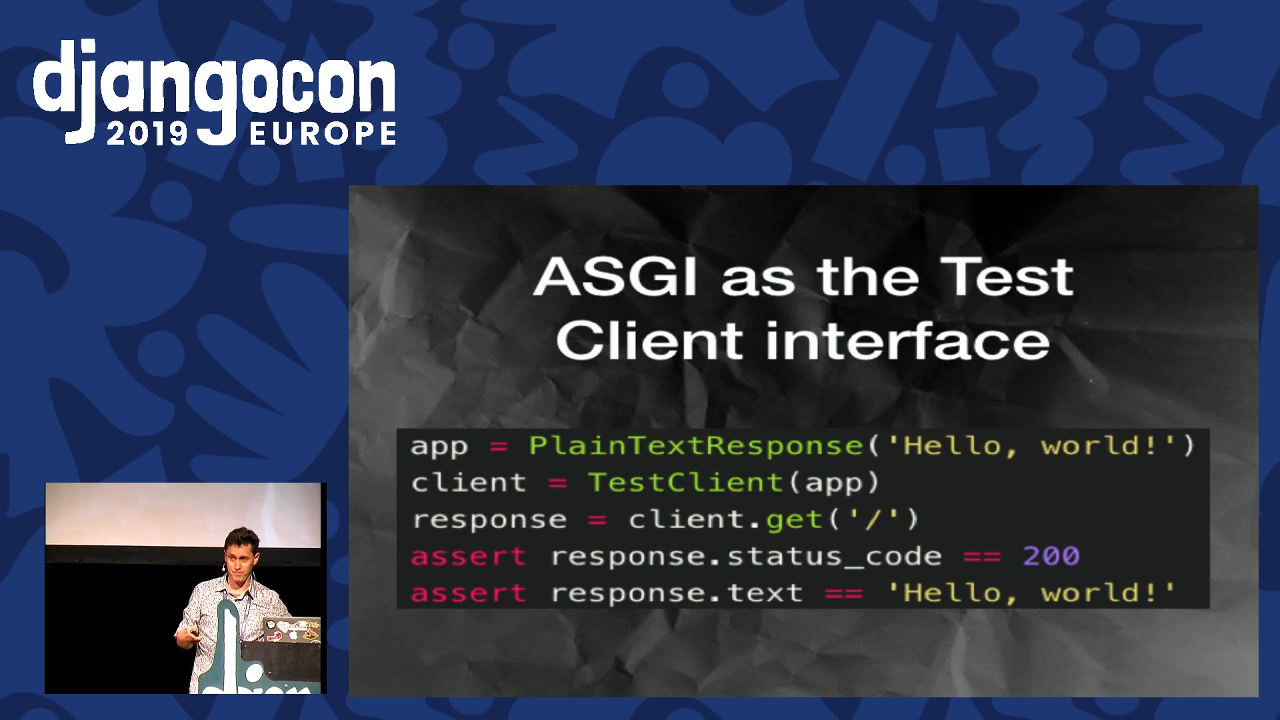 djangocon
2019 EUROPE
ASGI as the Test
Client interface
app = PlainTextResponse('Hello, world!')
client = TestClient(app)
response = client.get('/')
assert response.status_code == 200
assert response.text == 'Hello, world!'